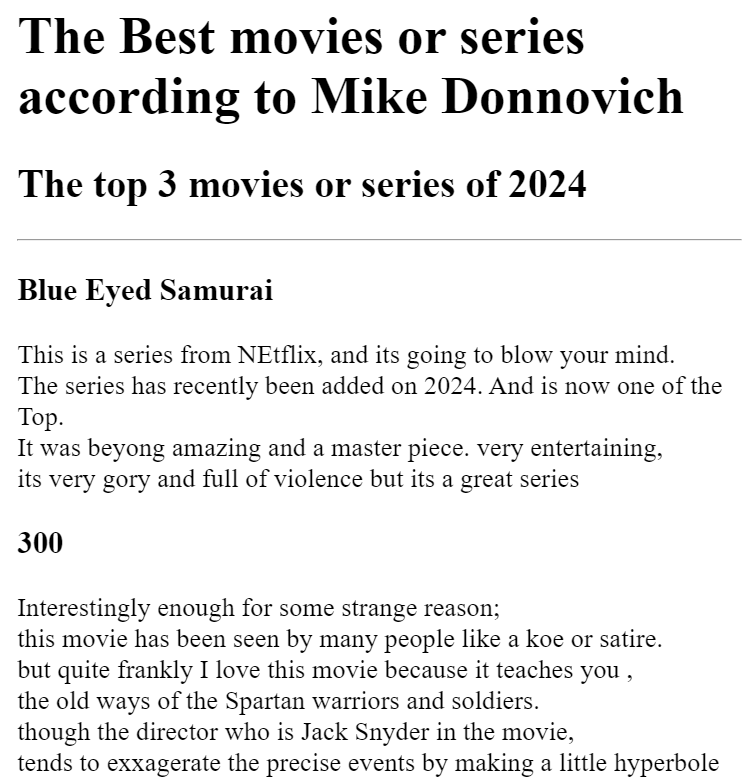 The Best movies or series
according to Mike Donnovich
The top 3 movies or series of 2024
Blue Eyed Samurai
This is a series from NEtflix, and its going to blow your mind.
The series has recently been added on 2024. And is now one of the
Top.
It was beyong amazing and a master piece. very entertaining,
its very gory and full of violence but its a great series
300
Interestingly enough for some strange reason;
this movie has been seen by many people like a koe or satire.
but quite frankly I love this movie because it teaches you ,
the old ways of the Spartan warriors and soldiers.
though the director who is Jack Snyder in the movie,
tends to exxagerate the precise events by making a little hyperbole